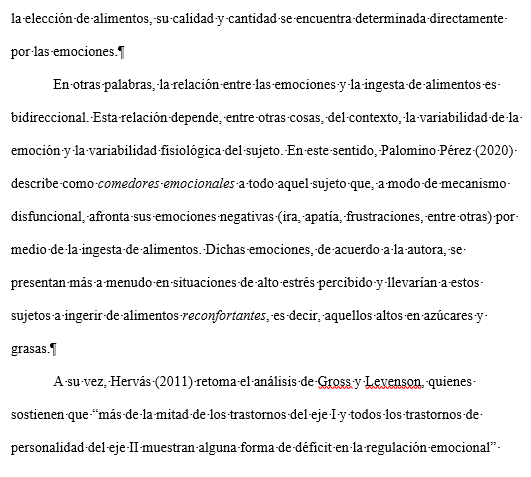 la elección de alimentos, su calidad y cantidad se encuentra determinada directamente
por las emociones.¶
En otras palabras, la relación entre las emociones y la ingesta de alimentos es
bidireccional. Esta relación depende, entre otras cosas, del contexto, la variabilidad de la
emoción y la variabilidad fisiológica del sujeto. En este sentido, Palomino Pérez (2020)
describe como comedores emocionales a todo aquel sujeto que, a modo de mecanismo
disfuncional, afronta sus emociones negativas (ira, apatía, frustraciones, entre otras) por
medio de la ingesta de alimentos. Dichas emociones, de acuerdo a la autora, se
presentan más a menudo en situaciones de alto estrés percibido y llevarían a estos
sujetos a ingerir de alimentos reconfortantes, es decir, aquellos altos en azúcares y
grasas.¶
A su vez, Hervás (2011) retoma el análisis de Gross y Levenson, quienes
sostienen que “más de la mitad de los trastornos del eje I y todos los trastornos de
personalidad del eje II muestran alguna forma de déficit en la regulación emocional”